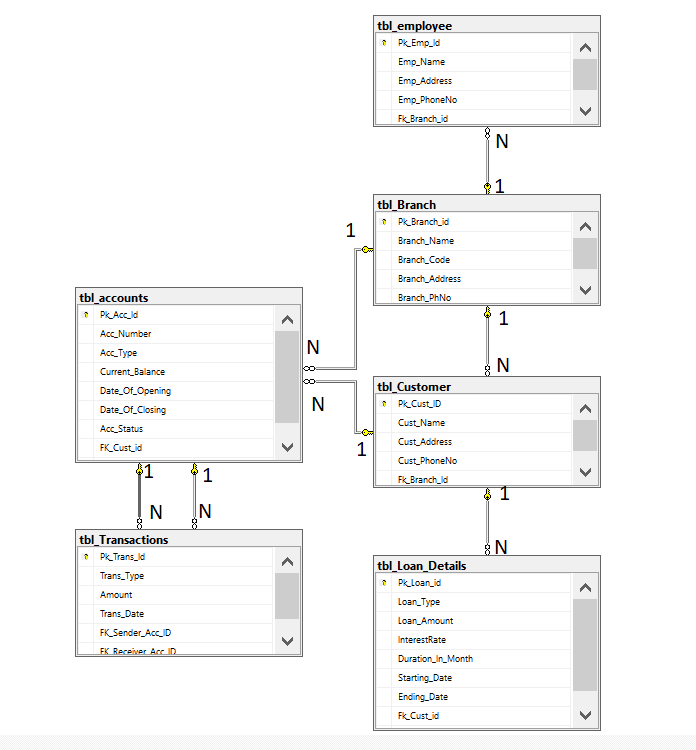 tbl_employee
Pk_Emp_Id
Emp_Name
Emp_Address
Emp_PhoneNo
Fk_Branch_id
N
1
tbl_Branch
Pk_Branch_id
Branch_Name
Branch_Code
Branch_Address
Branch_PhNo
1
1
N
tbl_accounts
Pk_Acc_Id
Acc_Number
Acc_Type
Current_Balance
Date_Of_Opening
Date_Of_Closing
Acc_Status
FK_Cust_id
N
N
1
tbl_Customer
Pk_Cust_ID
Cust_Name
Cust_Address
Cust_PhoneNo
Fk_Branch_Id
1
N
1
N
1
N
tbl_Transactions
Pk_Trans_Id
Trans_Type
Amount
Trans_Date
FK_Sender_Acc_ID
FK_Receiver_Acc_ID
tbl_Loan_Details
Pk_Loan_id
Loan_Type
Loan_Amount
InterestRate
Duration_In_Month
Starting_Date
Ending_Date
Fk_Cust_id